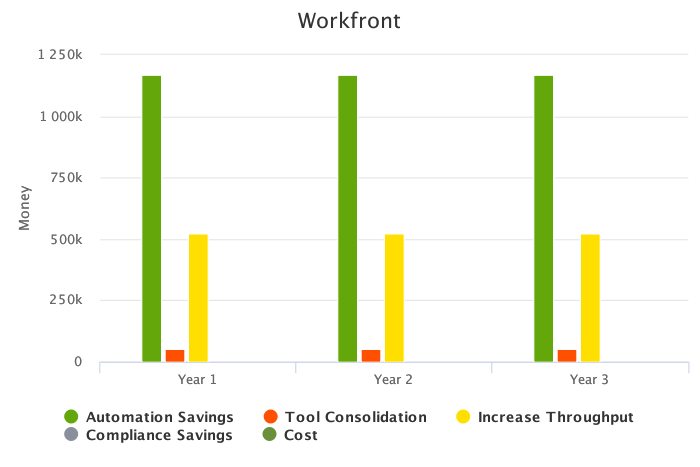 Workfront
1 250k
1 000k
750k
500k
250k
0
Money
Year 1 Year 2 Year 3
Automation Savings Tool Consolidation Increase Throughput
Compliance Savings Cost